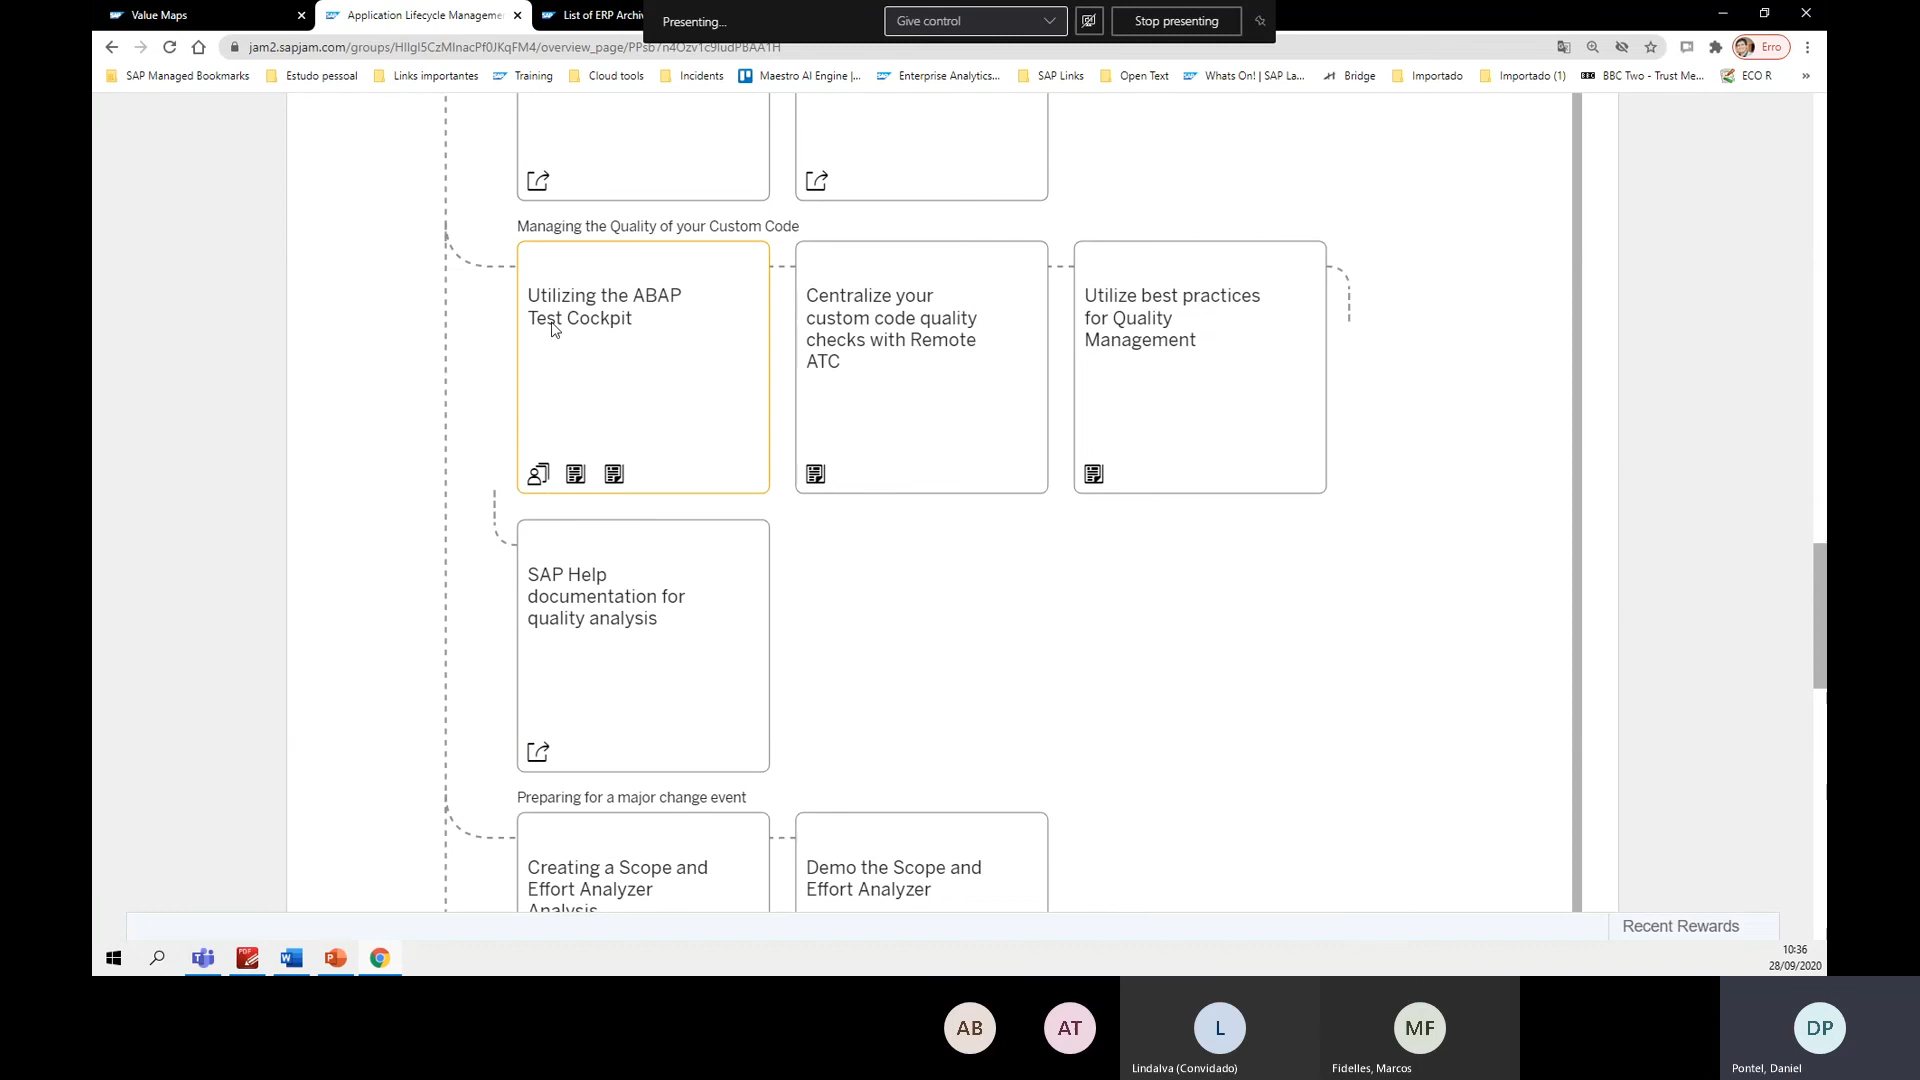 Value Maps
Application Lifecycle Manageme
List of ERP Archiv
Presenting...
Give control
Stop presenting
jam2.sapjam.com/groups/HIIgI5CzMInacPf0JKqFM4/overview_page/PPsb7n4Ozv1c9IudPBAA1H
Erro
SAP Managed Bookmarks
Estudo pessoal
Links importantes
Training
Cloud tools
Incidents
Maestro AI Engine |...
Enterprise Analytics...
SAP Links
Open Text
Whats On! | SAP La...
Bridge
Importado
Importado (1)
BBC Two - Trust Me...
ECO R
»
Managing the Quality of your Custom Code
Utilizing the ABAP
Test Cockpit
Centralize your
custom code quality
checks with Remote
ATC
Utilize best practices
for Quality
Management
SAP Help
documentation for
quality analysis
Preparing for a major change event
Creating a Scope and
Effort Analyzer
Analysis
Demo the Scope and
Effort Analyzer
Recent Rewards
10:36
28/09/2020
AB
AT
L
MF
DP
Lindalva (Convidado)
Fidelles, Marcos
Pontel, Daniel